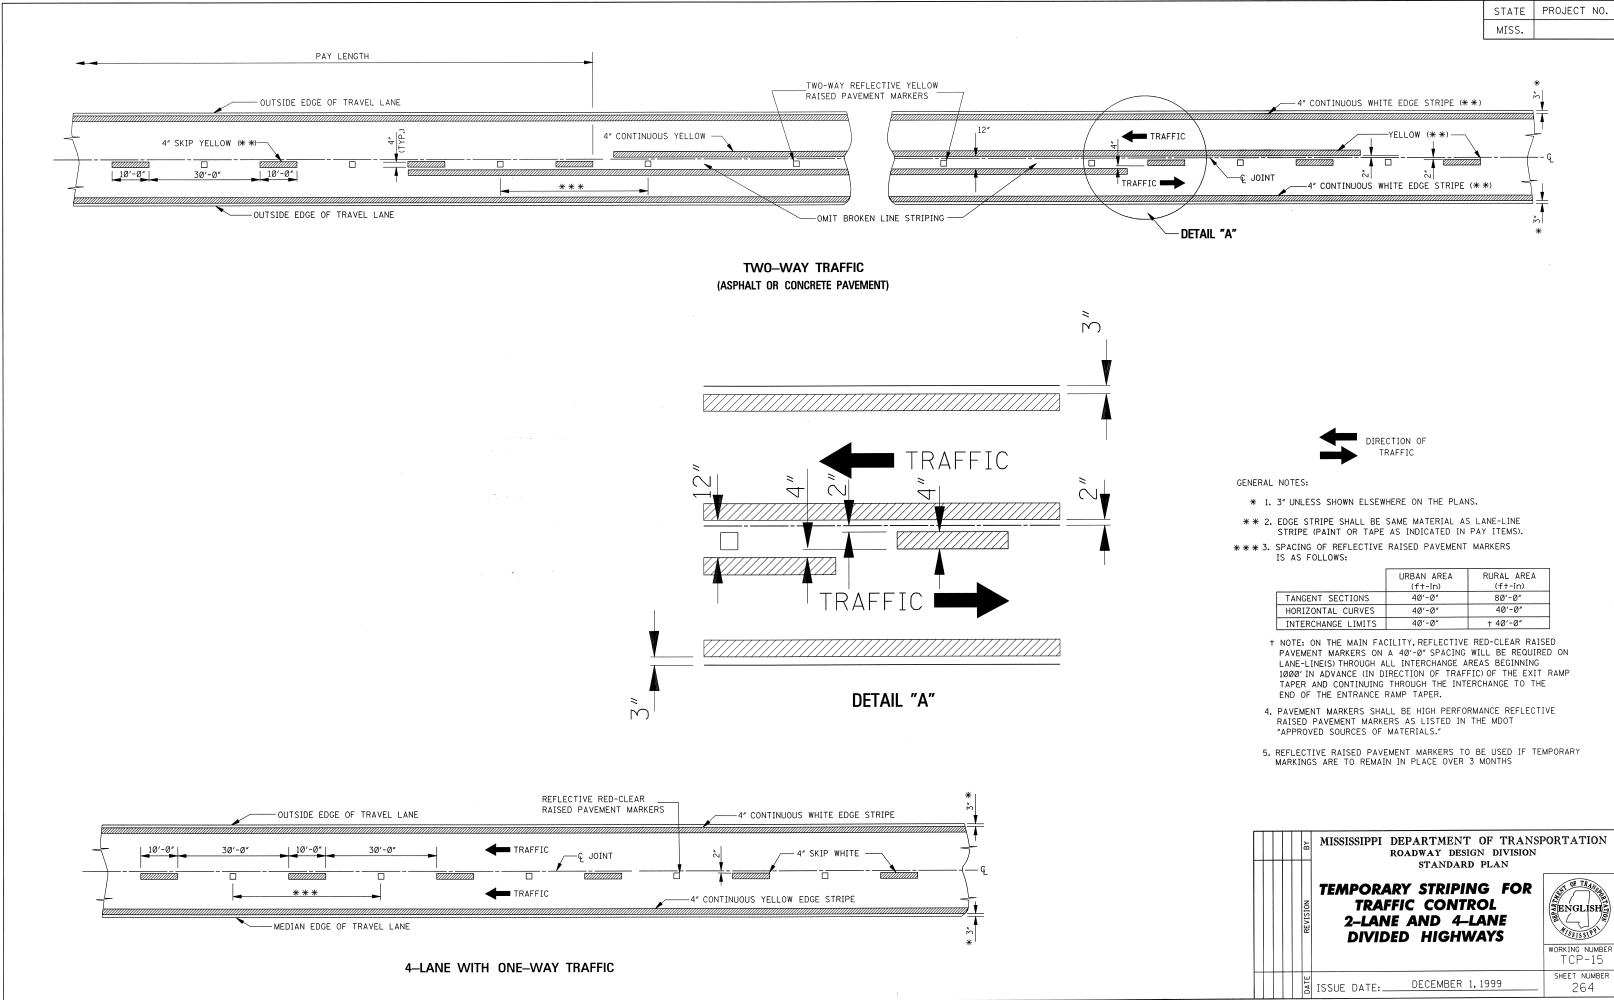 STATE PROJECT NO.
MISS.
PAY LENGTH
OUTSIDE EDGE OF TRAVEL LANE
TWO-WAY REFLECTIVE YELLOW
RAISED PAVEMENT MARKERS
4" CONTINUOUS WHITE EDGE STRIPE (**)
* 3"
4" SKIP YELLOW (**)
4"
(TYP.)
4" CONTINUOUS YELLOW
12"
4"
TRAFFIC
YELLOW (**)
10'-0" 30'-0" 10'-0"
***
TRAFFIC
℄ JOINT
2"
2"
℄
4" CONTINUOUS WHITE EDGE STRIPE (**)
OUTSIDE EDGE OF TRAVEL LANE
OMIT BROKEN LINE STRIPING
* 3"
DETAIL "A"
TWO-WAY TRAFFIC
(ASPHALT OR CONCRETE PAVEMENT)
3"
TRAFFIC
12" 4" 2" 4" 2"
TRAFFIC
3"
DETAIL "A"
DIRECTION OF
TRAFFIC
GENERAL NOTES:
* 1. 3" UNLESS SHOWN ELSEWHERE ON THE PLANS.
** 2. EDGE STRIPE SHALL BE SAME MATERIAL AS LANE-LINE
STRIPE (PAINT OR TAPE AS INDICATED IN PAY ITEMS).
*** 3. SPACING OF REFLECTIVE RAISED PAVEMENT MARKERS
IS AS FOLLOWS:
URBAN AREA RURAL AREA
(ft-in) (ft-in)
TANGENT SECTIONS 40'-0" 80'-0"
HORIZONTAL CURVES 40'-0" 40'-0"
INTERCHANGE LIMITS 40'-0" † 40'-0"
† NOTE: ON THE MAIN FACILITY, REFLECTIVE RED-CLEAR RAISED
PAVEMENT MARKERS ON A 40'-0" SPACING WILL BE REQUIRED ON
LANE-LINE(S) THROUGH ALL INTERCHANGE AREAS BEGINNING
1000' IN ADVANCE (IN DIRECTION OF TRAFFIC) OF THE EXIT RAMP
TAPER AND CONTINUING THROUGH THE INTERCHANGE TO THE
END OF THE ENTRANCE RAMP TAPER.
4. PAVEMENT MARKERS SHALL BE HIGH PERFORMANCE REFLECTIVE
RAISED PAVEMENT MARKERS AS LISTED IN THE MDOT
"APPROVED SOURCES OF MATERIALS."
5. REFLECTIVE RAISED PAVEMENT MARKERS TO BE USED IF TEMPORARY
MARKINGS ARE TO REMAIN IN PLACE OVER 3 MONTHS
OUTSIDE EDGE OF TRAVEL LANE
REFLECTIVE RED-CLEAR
RAISED PAVEMENT MARKERS
4" CONTINUOUS WHITE EDGE STRIPE
* 3"
10'-0" 30'-0" 10'-0" 30'-0"
TRAFFIC
℄ JOINT
2"
4" SKIP WHITE
℄
***
TRAFFIC
4" CONTINUOUS YELLOW EDGE STRIPE
MEDIAN EDGE OF TRAVEL LANE
* 3"
4-LANE WITH ONE-WAY TRAFFIC
BY
REVISION
DATE
MISSISSIPPI DEPARTMENT OF TRANSPORTATION
ROADWAY DESIGN DIVISION
STANDARD PLAN
TEMPORARY STRIPING FOR
TRAFFIC CONTROL
2-LANE AND 4-LANE
DIVIDED HIGHWAYS
DEPARTMENT OF TRANSPORTATION
ENGLISH
MISSISSIPPI
WORKING NUMBER
TCP-15
SHEET NUMBER
264
ISSUE DATE: DECEMBER 1, 1999